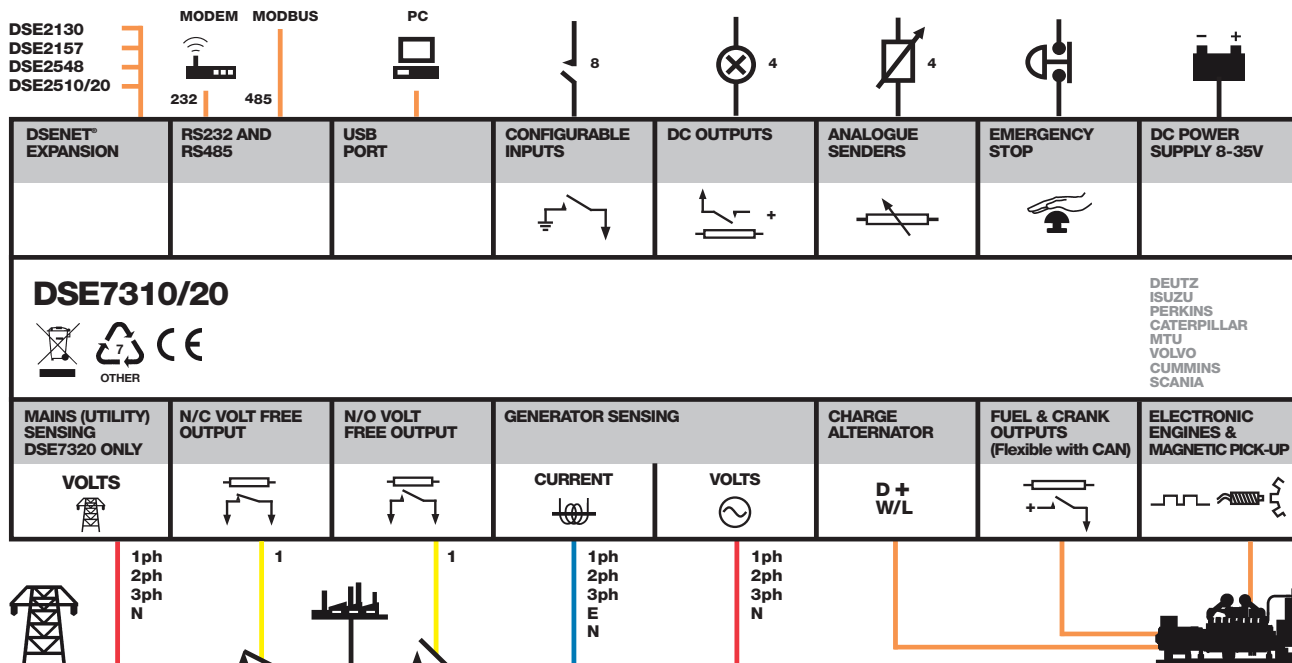 DSE2130
DSE2157
DSE2548
DSE2510/20
MODEM
MODBUS
PC
232
485
8
4
4
- +
DSENET®
EXPANSION
RS232 AND
RS485
USB
PORT
CONFIGURABLE
INPUTS
DC OUTPUTS
ANALOGUE
SENDERS
EMERGENCY
STOP
DC POWER
SUPPLY 8-35V
+
DSE7310/20
7
OTHER
CE
DEUTZ
ISUZU
PERKINS
CATERPILLAR
MTU
VOLVO
CUMMINS
SCANIA
MAINS (UTILITY)
SENSING
DSE7320 ONLY
VOLTS
N/C VOLT FREE
OUTPUT
N/O VOLT
FREE OUTPUT
GENERATOR SENSING
CURRENT
VOLTS
CHARGE
ALTERNATOR
D +
W/L
FUEL & CRANK
OUTPUTS
(Flexible with CAN)
+
ELECTRONIC
ENGINES &
MAGNETIC PICK-UP
1ph
2ph
3ph
N
1
1
1ph
2ph
3ph
E
N
1ph
2ph
3ph
N